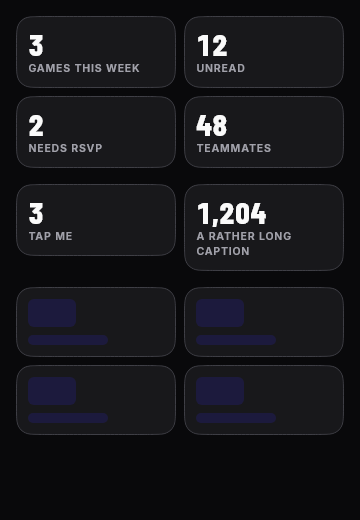 3
GAMES THIS WEEK
12
UNREAD
2
NEEDS RSVP
48
TEAMMATES
3
TAP ME
1,204
A RATHER LONG
CAPTION